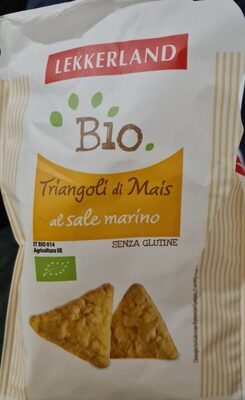 LEKKERLAND
Bio
Triangoli di Mais
al sale marino
SENZA GLUTINE
IT BIO 014
Agricoltura UE